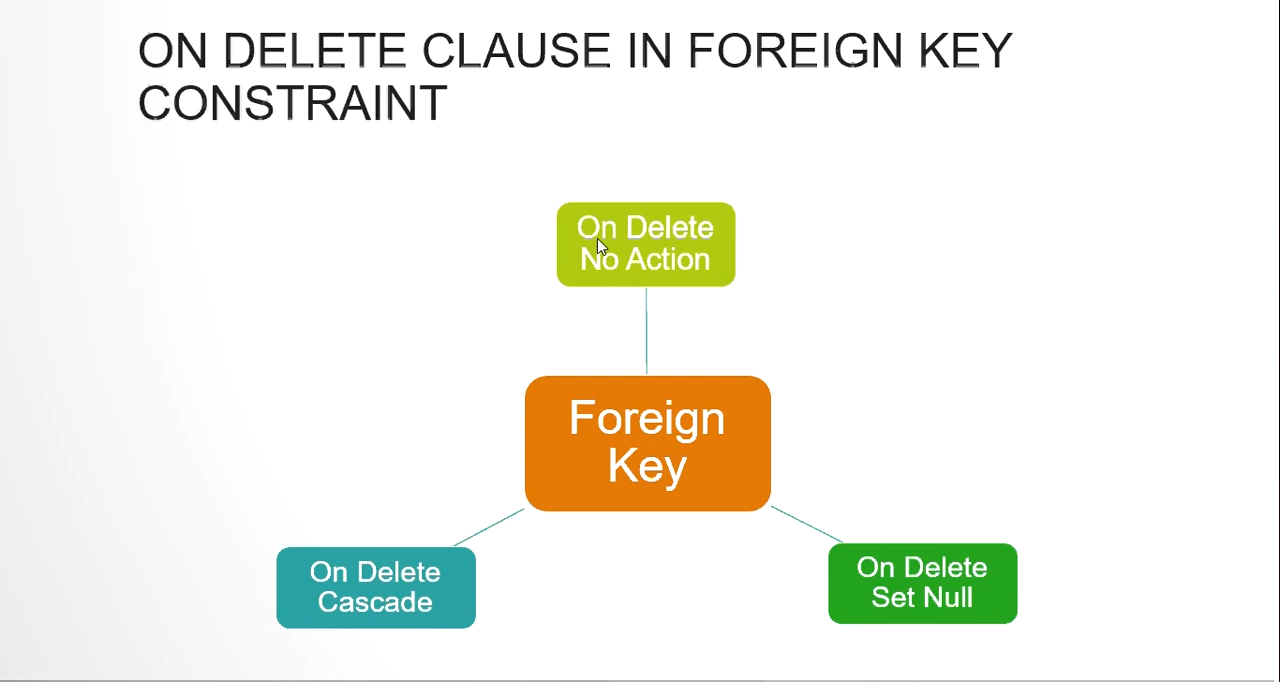 ON DELETE CLAUSE IN FOREIGN KEY
CONSTRAINT
On Delete
No Action
Foreign
Key
On Delete
Cascade
On Delete
Set Null